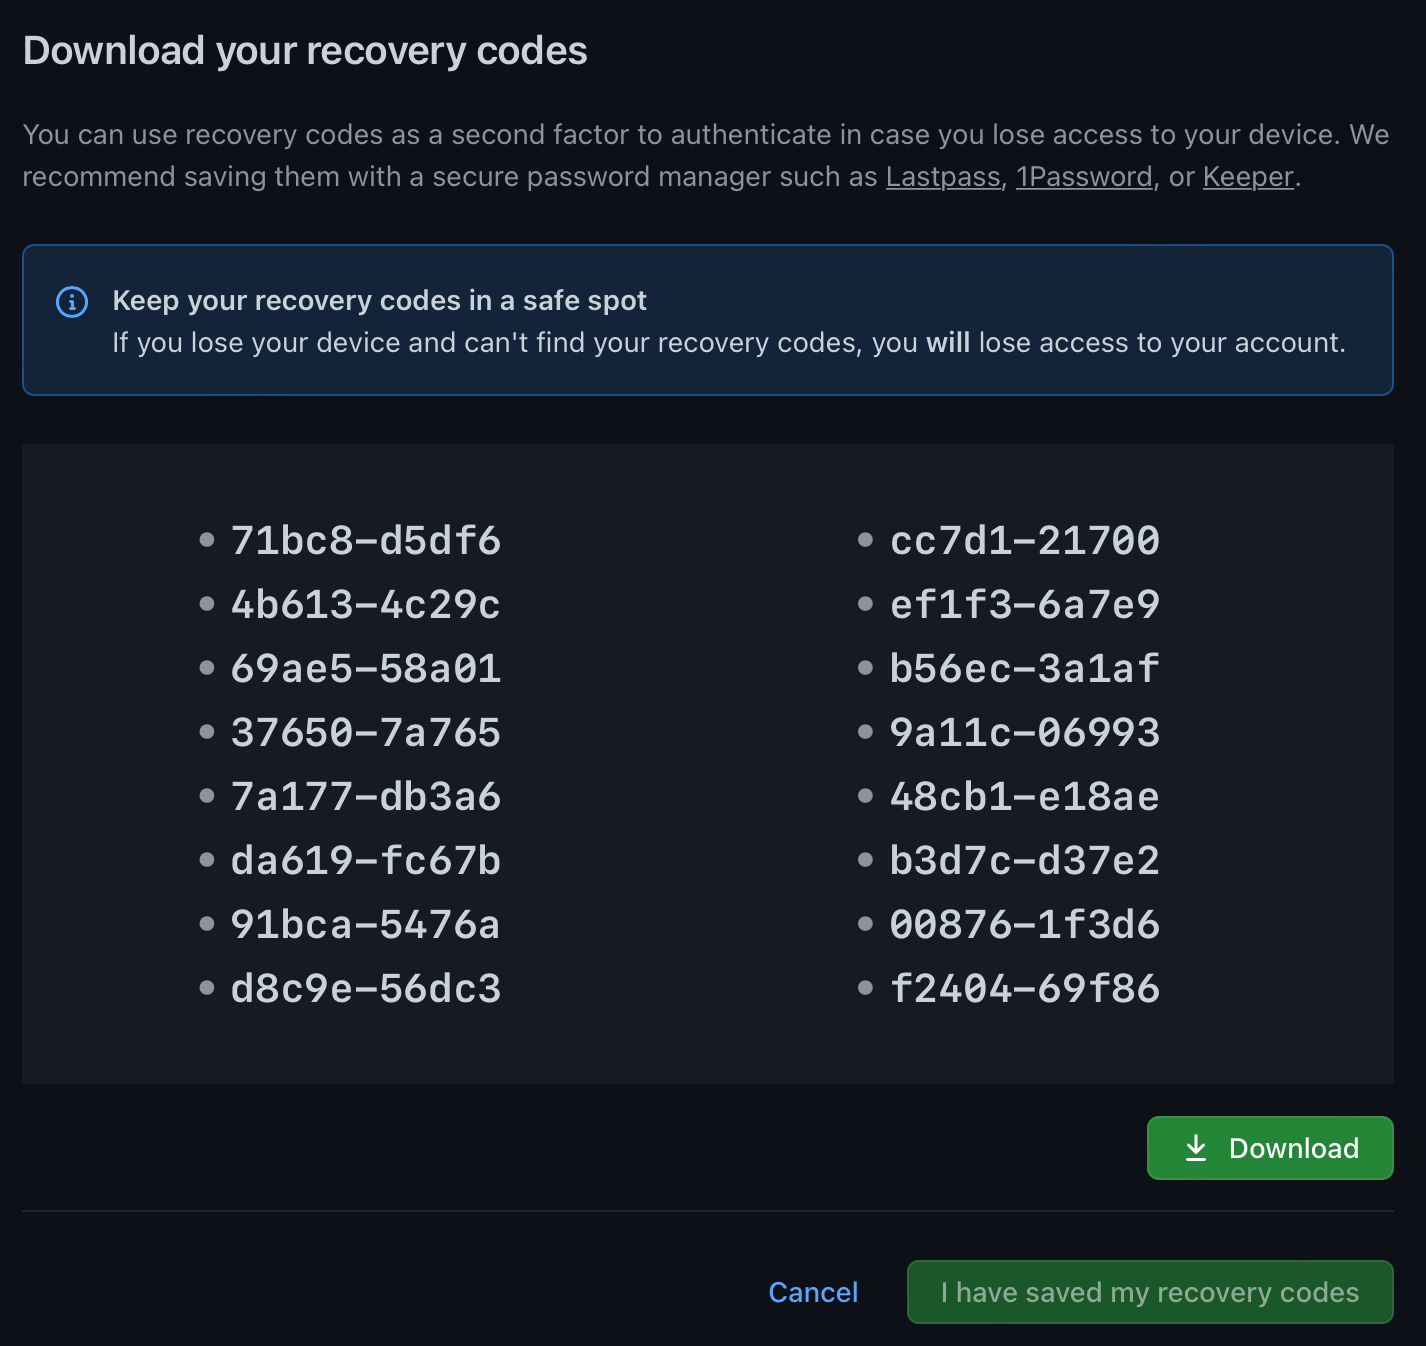 Download your recovery codes
You can use recovery codes as a second factor to authenticate in case you lose access to your device. We
recommend saving them with a secure password manager such as Lastpass, 1Password, or Keeper.
Keep your recovery codes in a safe spot
If you lose your device and can't find your recovery codes, you will lose access to your account.
• 71bc8-d5df6
• 4b613-4c29c
• 69ae5-58a01
• 37650-7a765
• 7a177-db3a6
• da619-fc67b
• 91bca-5476a
• d8c9e-56dc3
• cc7d1-21700
• ef1f3-6a7e9
• b56ec-3a1af
• 9a11c-06993
• 48cb1-e18ae
• b3d7c-d37e2
• 00876-1f3d6
• f2404-69f86
Download
Cancel
I have saved my recovery codes